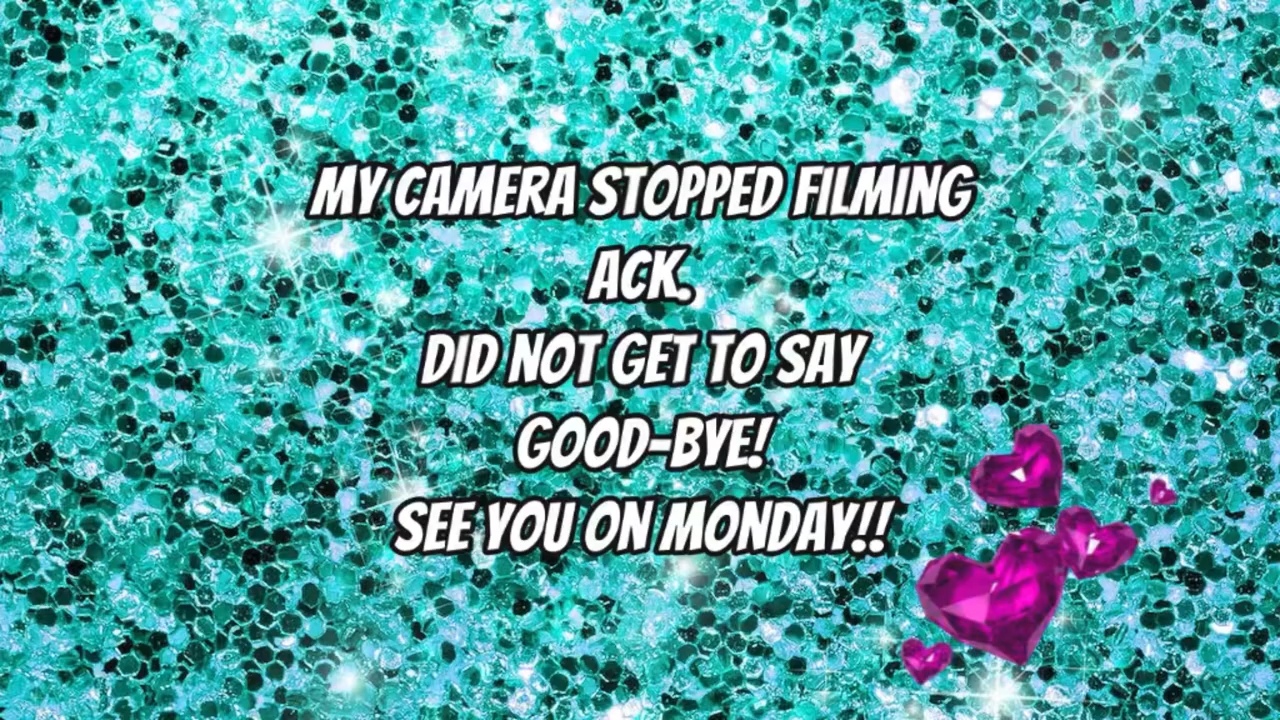 MY CAMERA STOPPED FILMING
ACK.
DID NOT GET TO SAY
GOOD-BYE!
SEE YOU ON MONDAY!!